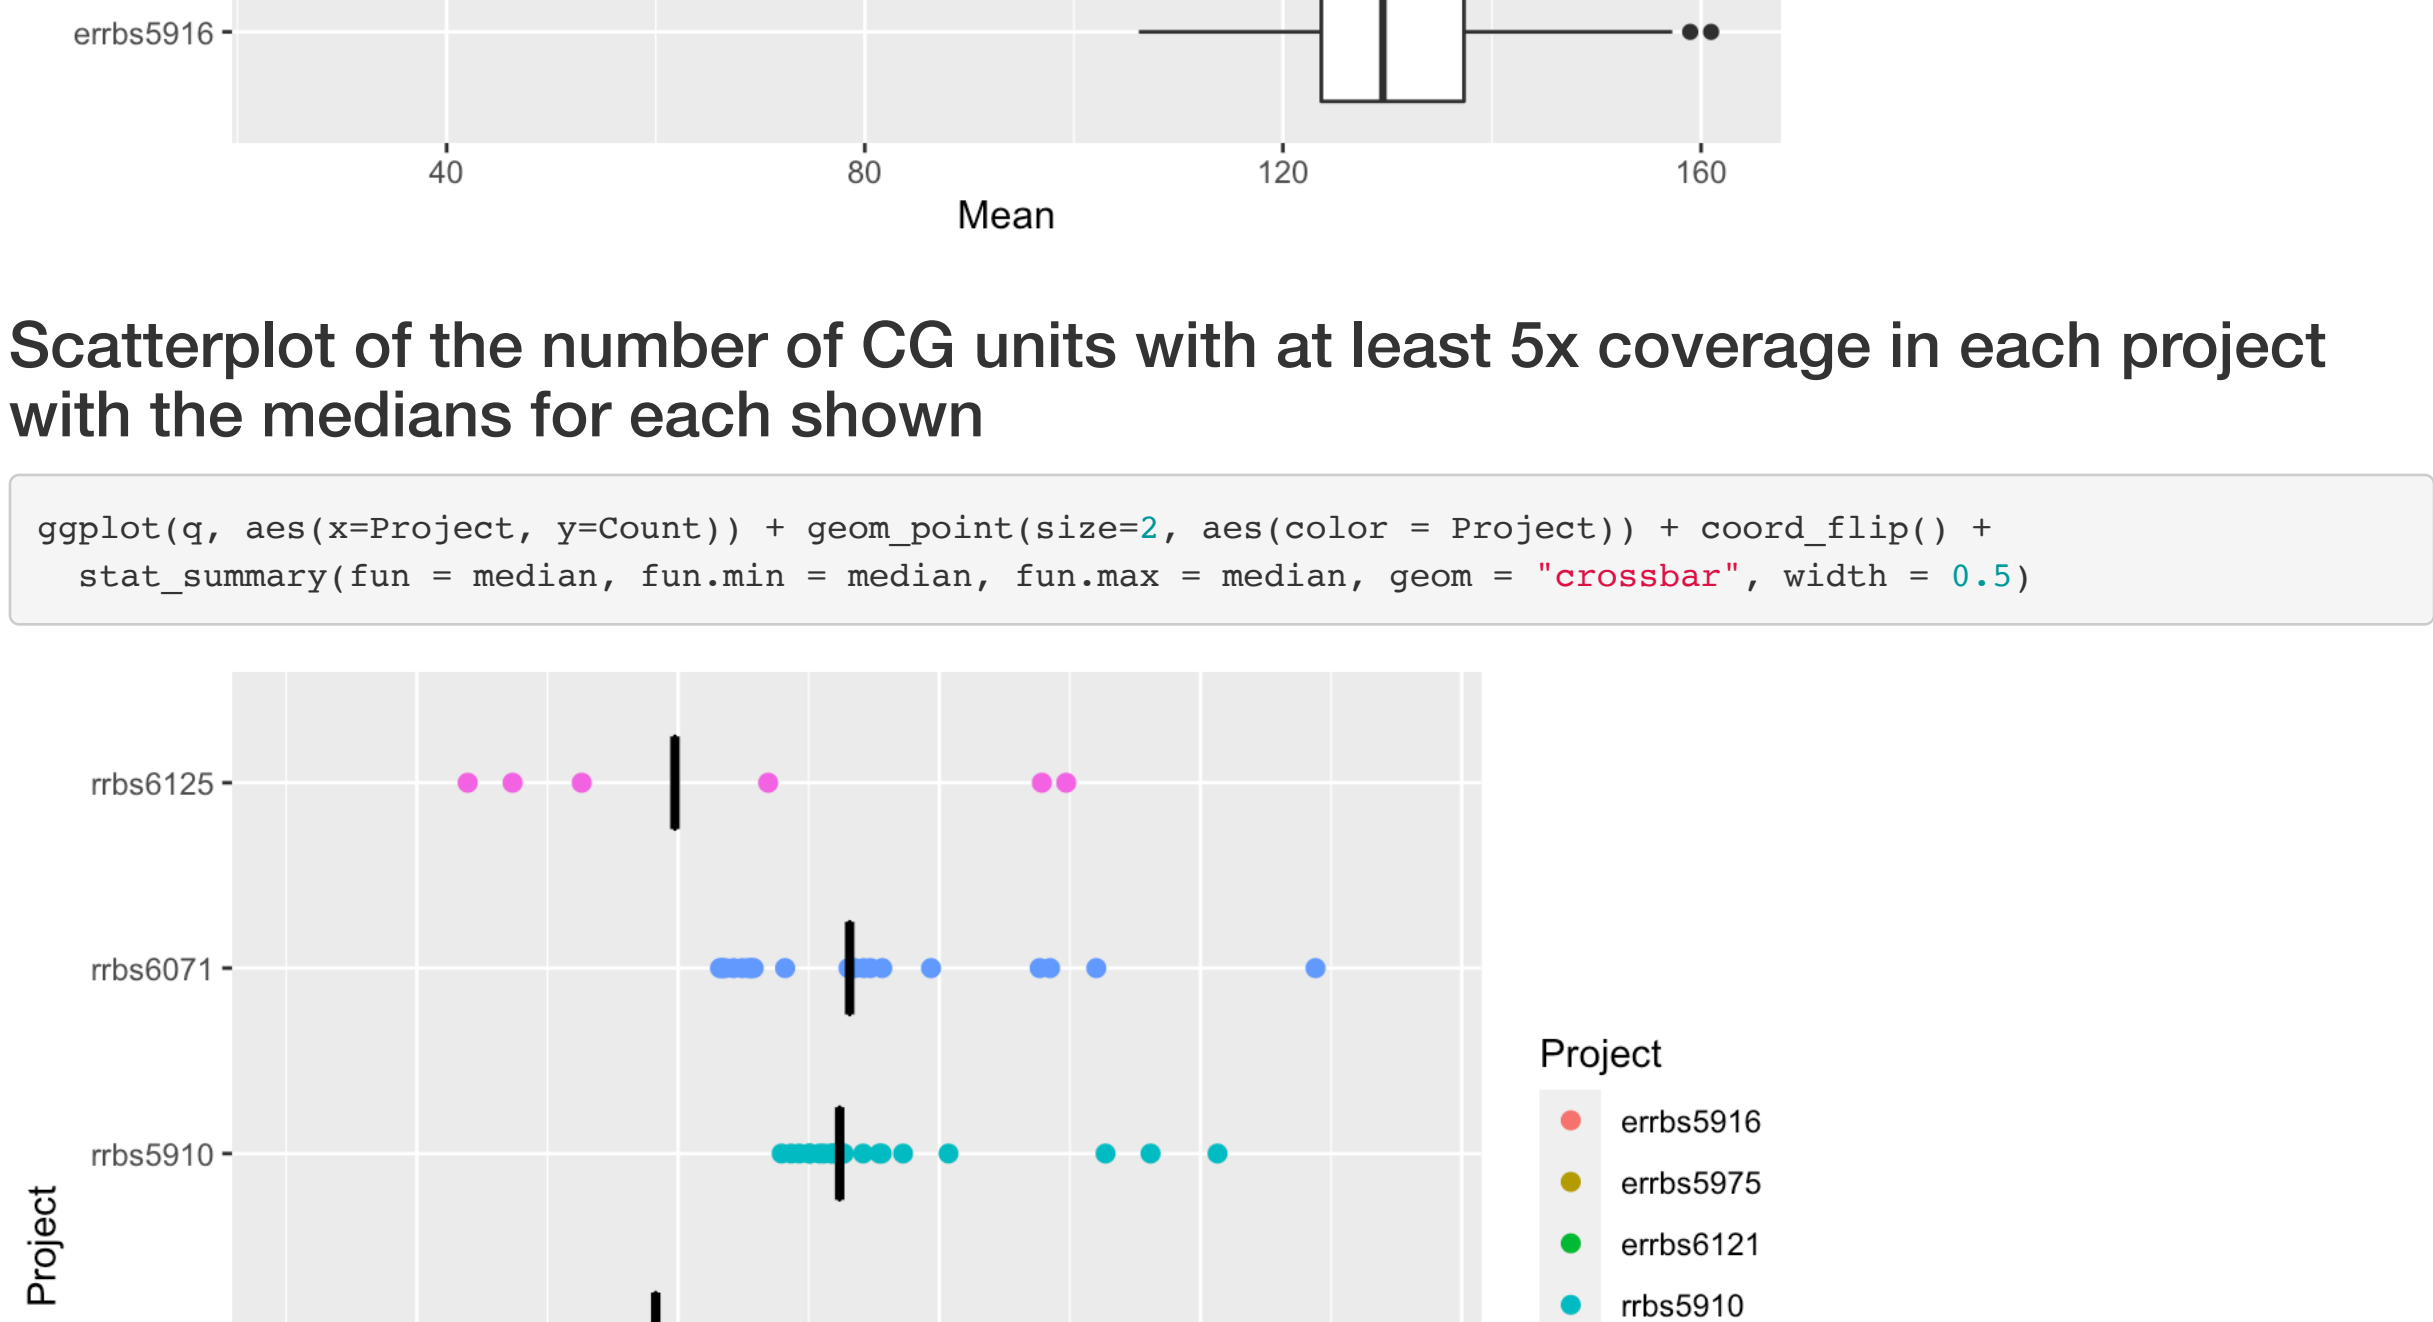 errbs5916
40 80 120 160
Mean
Scatterplot of the number of CG units with at least 5x coverage in each project
with the medians for each shown
ggplot(q, aes(x=Project, y=Count)) + geom_point(size=2, aes(color = Project)) + coord_flip() +
  stat_summary(fun = median, fun.min = median, fun.max = median, geom = "crossbar", width = 0.5)
rrbs6125
rrbs6071
rrbs5910
Project
Project
errbs5916
errbs5975
errbs6121
rrbs5910